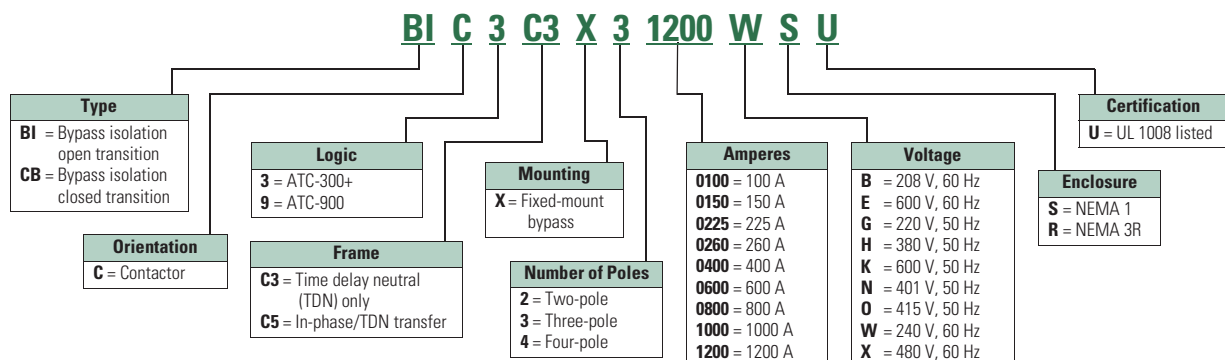 BI C 3 C3 X 3 1200 W S U
Type
BI = Bypass isolation
open transition
CB = Bypass isolation
closed transition
Orientation
C = Contactor
Logic
3 = ATC-300+
9 = ATC-900
Frame
C3 = Time delay neutral
(TDN) only
C5 = In-phase/TDN transfer
Mounting
X = Fixed-mount
bypass
Number of Poles
2 = Two-pole
3 = Three-pole
4 = Four-pole
Amperes
0100 = 100 A
0150 = 150 A
0225 = 225 A
0260 = 260 A
0400 = 400 A
0600 = 600 A
0800 = 800 A
1000 = 1000 A
1200 = 1200 A
Voltage
B = 208 V, 60 Hz
E = 600 V, 60 Hz
G = 220 V, 50 Hz
H = 380 V, 50 Hz
K = 600 V, 50 Hz
N = 401 V, 50 Hz
O = 415 V, 50 Hz
W = 240 V, 60 Hz
X = 480 V, 60 Hz
Enclosure
S = NEMA 1
R = NEMA 3R
Certification
U = UL 1008 listed